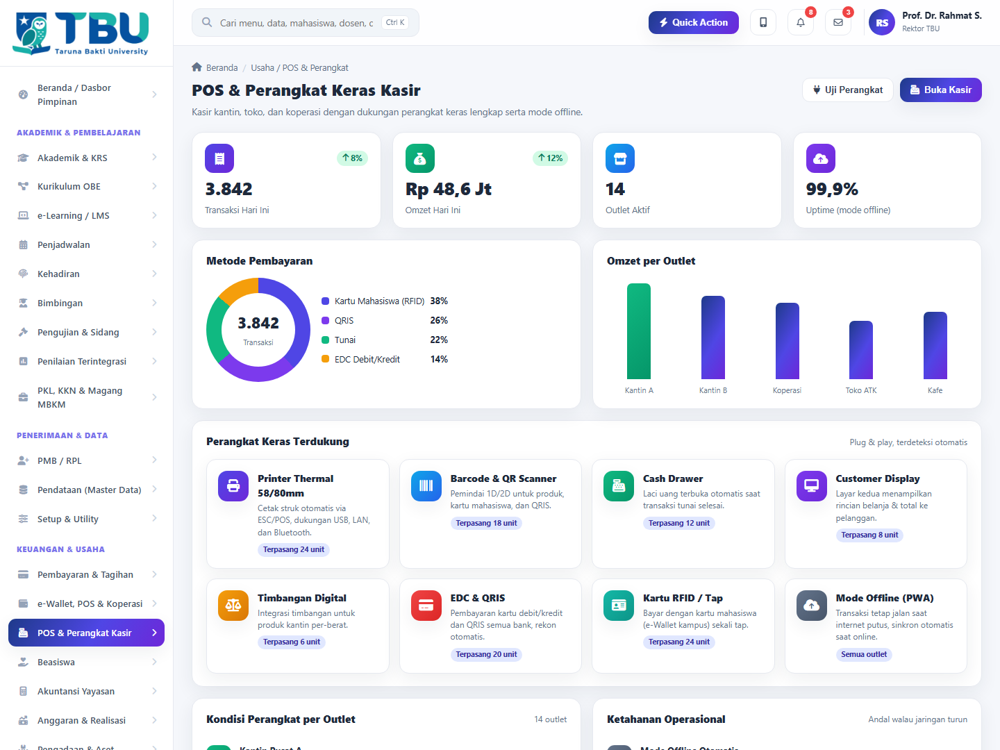 TBU
Taruna Bakti University
Cari menu, data, mahasiswa, dosen, c
Ctrl K
Quick Action
8
3
RS
Prof. Dr. Rahmat S.
Rektor TBU
Beranda / Dasbor
Pimpinan
AKADEMIK & PEMBELAJARAN
Akademik & KRS
Kurikulum OBE
e-Learning / LMS
Penjadwalan
Kehadiran
Bimbingan
Pengujian & Sidang
Penilaian Terintegrasi
PKL, KKN & Magang
MBKM
PENERIMAAN & DATA
PMB / RPL
Pendataan (Master Data)
Setup & Utility
KEUANGAN & USAHA
Pembayaran & Tagihan
e-Wallet, POS & Koperasi
POS & Perangkat Kasir
Beasiswa
Akuntansi Yayasan
Anggaran & Realisasi
Pengadaan & Aset
Beranda / Usaha / POS & Perangkat
POS & Perangkat Keras Kasir
Kasir kantin, toko, dan koperasi dengan dukungan perangkat keras lengkap serta mode offline.
Uji Perangkat
Buka Kasir
8%
3.842
Transaksi Hari Ini
12%
Rp 48,6 Jt
Omzet Hari Ini
14
Outlet Aktif
99,9%
Uptime (mode offline)
Metode Pembayaran
3.842
Transaksi
Kartu Mahasiswa (RFID) 38%
QRIS 26%
Tunai 22%
EDC Debit/Kredit 14%
Omzet per Outlet
Kantin A
Kantin B
Koperasi
Toko ATK
Kafe
Perangkat Keras Terdukung
Plug & play, terdeteksi otomatis
Printer Thermal
58/80mm
Cetak struk otomatis via
ESC/POS, dukungan USB, LAN,
dan Bluetooth.
Terpasang 24 unit
Barcode & QR Scanner
Pemindai 1D/2D untuk produk,
kartu mahasiswa, dan QRIS.
Terpasang 18 unit
Cash Drawer
Laci uang terbuka otomatis saat
transaksi tunai selesai.
Terpasang 12 unit
Customer Display
Layar kedua menampilkan
rincian belanja & total ke
pelanggan.
Terpasang 8 unit
Timbangan Digital
Integrasi timbangan untuk
produk kantin per-berat.
Terpasang 6 unit
EDC & QRIS
Pembayaran kartu debit/kredit
dan QRIS semua bank, rekon
otomatis.
Terpasang 20 unit
Kartu RFID / Tap
Bayar dengan kartu mahasiswa
(e-Wallet kampus) sekali tap.
Terpasang 24 unit
Mode Offline (PWA)
Transaksi tetap jalan saat
internet putus, sinkron otomatis
saat online.
Semua outlet
Kondisi Perangkat per Outlet
14 outlet
Kantin Pusat A
Ketahanan Operasional
Andal walau jaringan turun
Mode Offline Otomatis